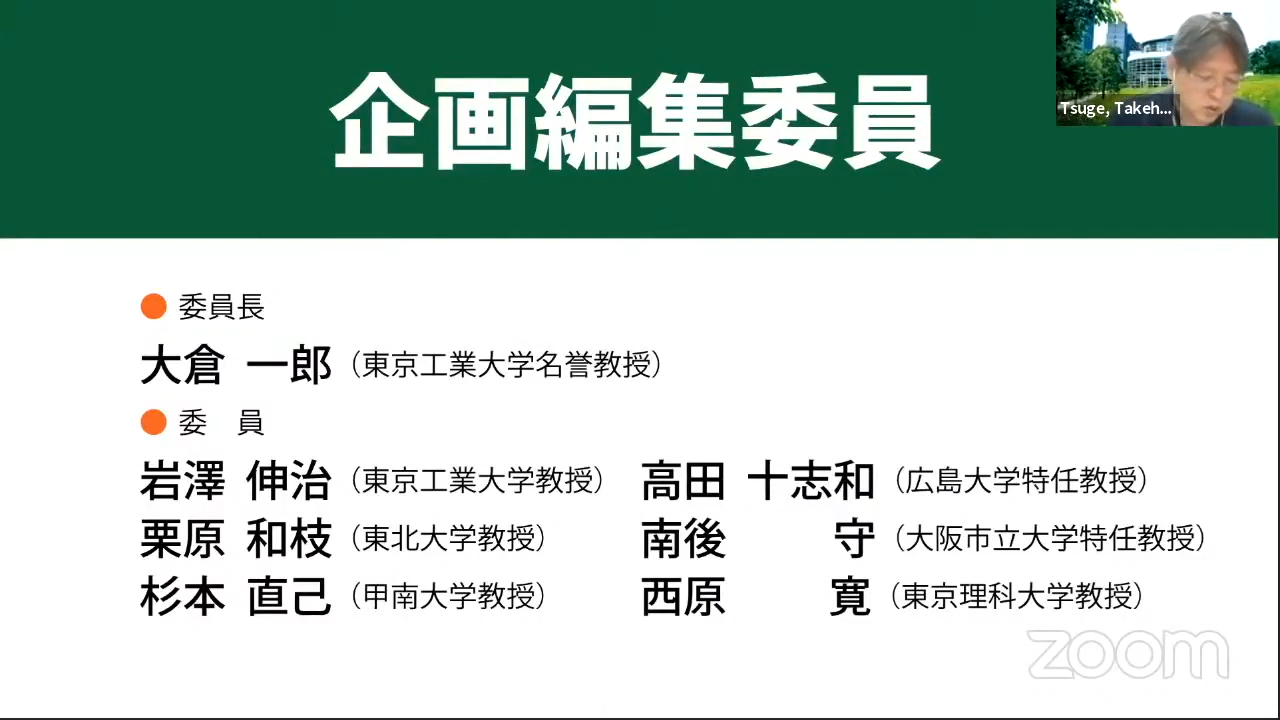 企画編集委員
Tsuge, Takeh...
● 委員長
大倉 一郎（東京工業大学名誉教授）
● 委　員
岩澤 伸治（東京工業大学教授） 高田 十志和（広島大学特任教授）
栗原 和枝（東北大学教授） 南後　守（大阪市立大学特任教授）
杉本 直己（甲南大学教授） 西原　寛（東京理科大学教授）
zoom